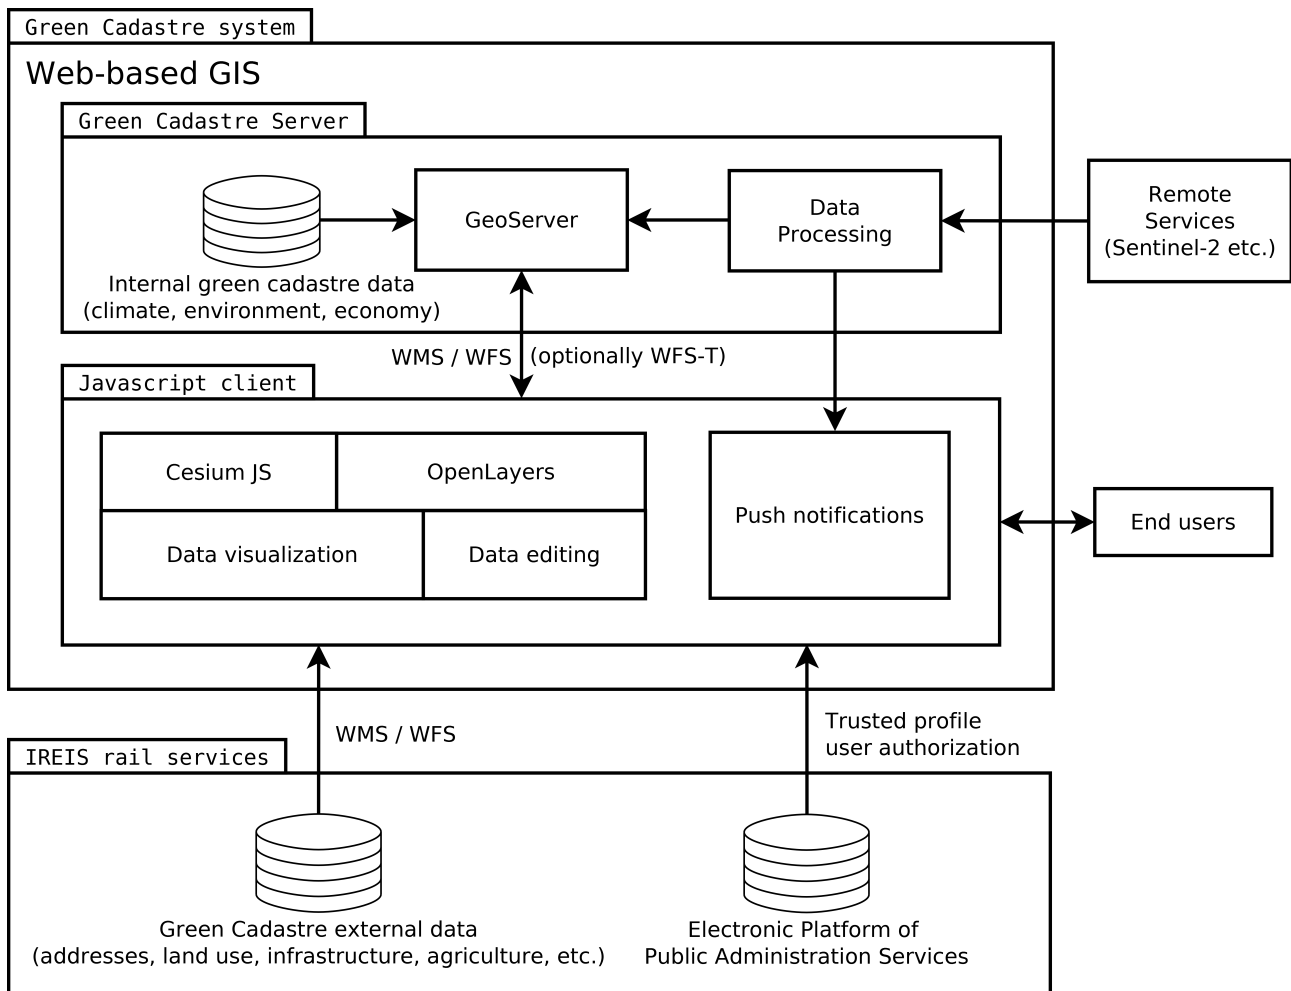 Green Cadastre system
Web-based GIS
Green Cadastre Server
GeoServer
Data
Processing
Remote
Services
(Sentinel-2 etc.)
Internal green cadastre data
(climate, environment, economy)
WMS / WFS (optionally WFS-T)
Javascript client
Cesium JS
OpenLayers
Data visualization
Data editing
Push notifications
End users
WMS / WFS
Trusted profile
user authorization
IREIS rail services
Green Cadastre external data
(addresses, land use, infrastructure, agriculture, etc.)
Electronic Platform of
Public Administration Services